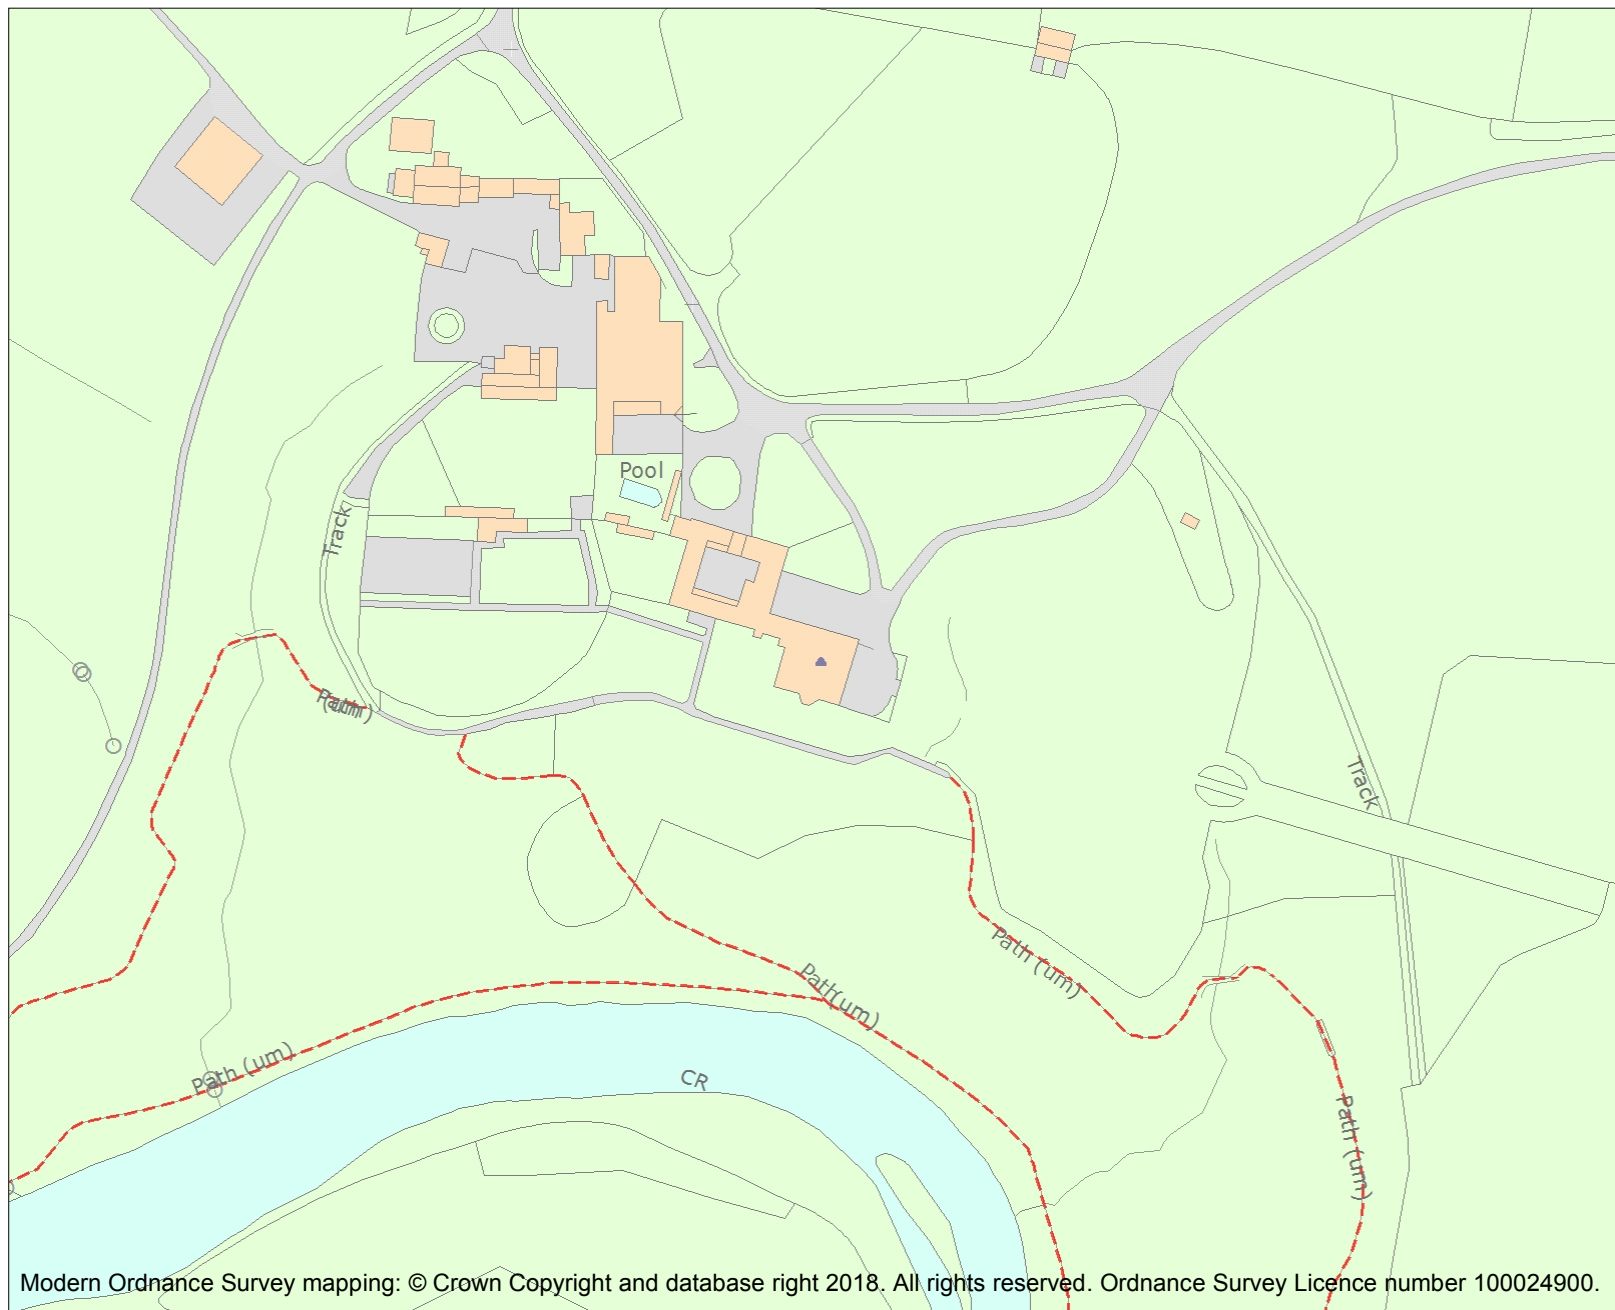 Pool
Track
Path (um)
Track
Path (um)
Path (um)
Path (um)
CR
Path (um)
Modern Ordnance Survey mapping: © Crown Copyright and database right 2018. All rights reserved. Ordnance Survey Licence number 100024900.